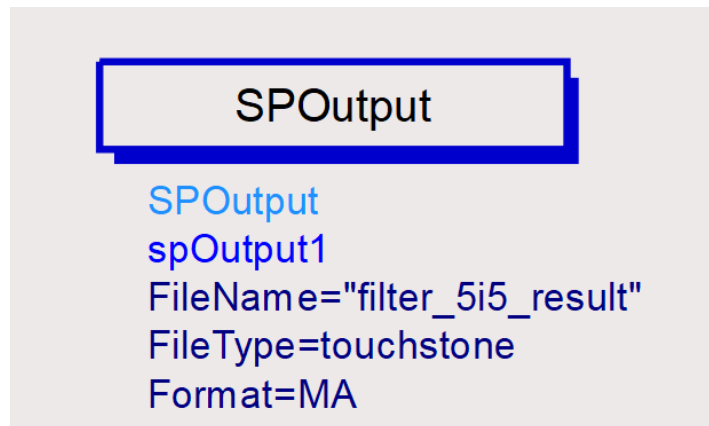 SPOutput
SPOutput
spOutput1
FileName="filter_5i5_result"
FileType=touchstone
Format=MA